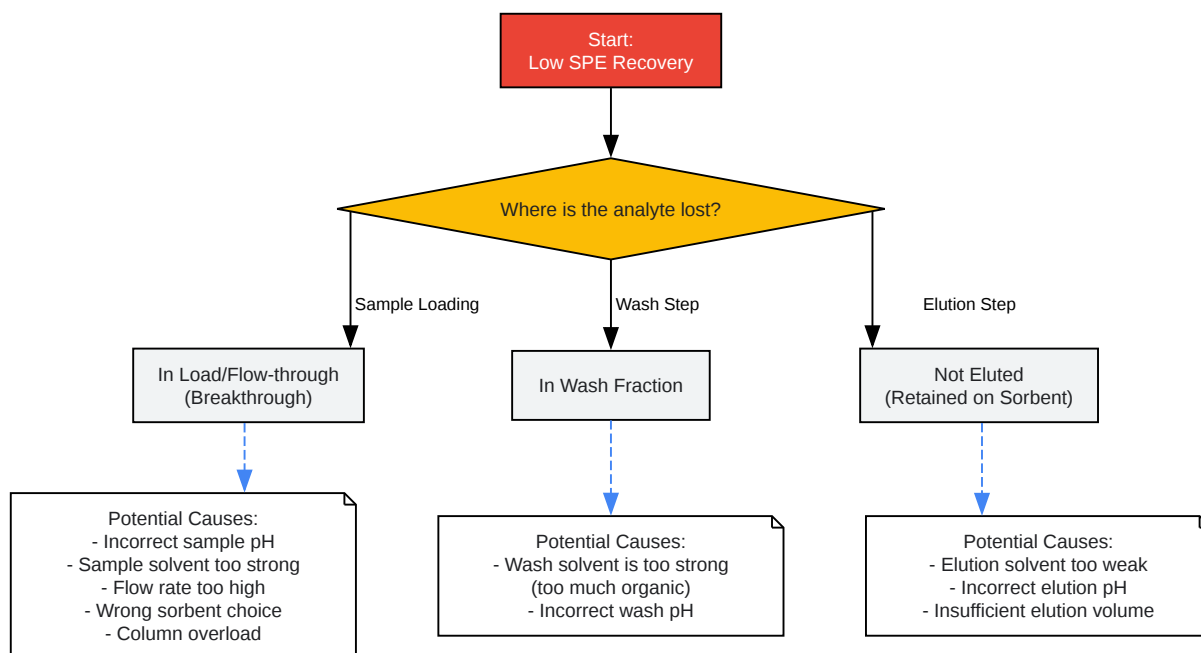 Start:
Low SPE Recovery
Where is the analyte lost?
Sample Loading
Wash Step
Elution Step
In Load/Flow-through
(Breakthrough)
In Wash Fraction
Not Eluted
(Retained on Sorbent)
Potential Causes:
- Incorrect sample pH
- Sample solvent too strong
- Flow rate too high
- Wrong sorbent choice
- Column overload
Potential Causes:
- Wash solvent is too strong
(too much organic)
- Incorrect wash pH
Potential Causes:
- Elution solvent too weak
- Incorrect elution pH
- Insufficient elution volume